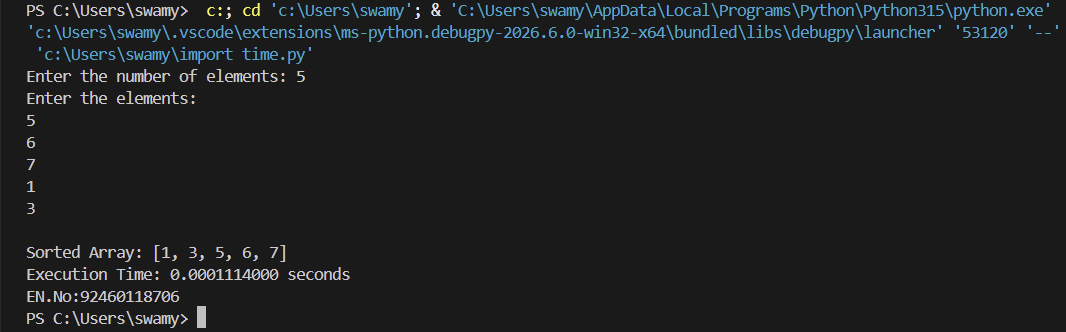 PS C:\Users\swamy>  c:; cd 'c:\Users\swamy'; & 'C:\Users\swamy\AppData\Local\Programs\Python\Python315\python.exe'
'c:\Users\swamy\.vscode\extensions\ms-python.debugpy-2026.6.0-win32-x64\bundled\libs\debugpy\launcher' '53120' '--'
'c:\Users\swamy\import time.py'
Enter the number of elements: 5
Enter the elements:
5
6
7
1
3
Sorted Array: [1, 3, 5, 6, 7]
Execution Time: 0.0001114000 seconds
EN.No:92460118706
PS C:\Users\swamy>